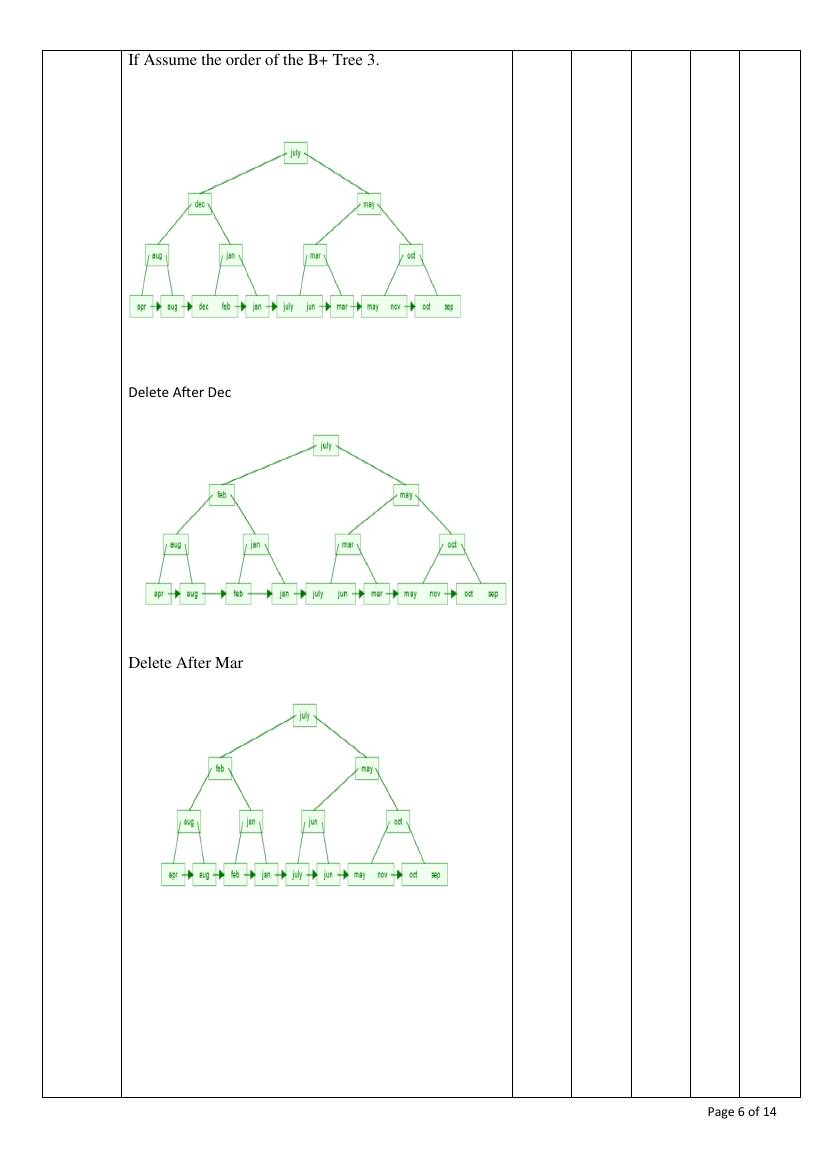 If Assume the order of the B+ Tree 3.
july
dec may
aug jan mar oct
apr aug dec feb jan july jun mar may nov oct sep
Delete After Dec
july
feb may
aug jan mar oct
apr aug feb jan july jun mar may nov oct sep
Delete After Mar
july
feb may
aug jan jun oct
apr aug feb jan july jun may nov oct sep
Page 6 of 14